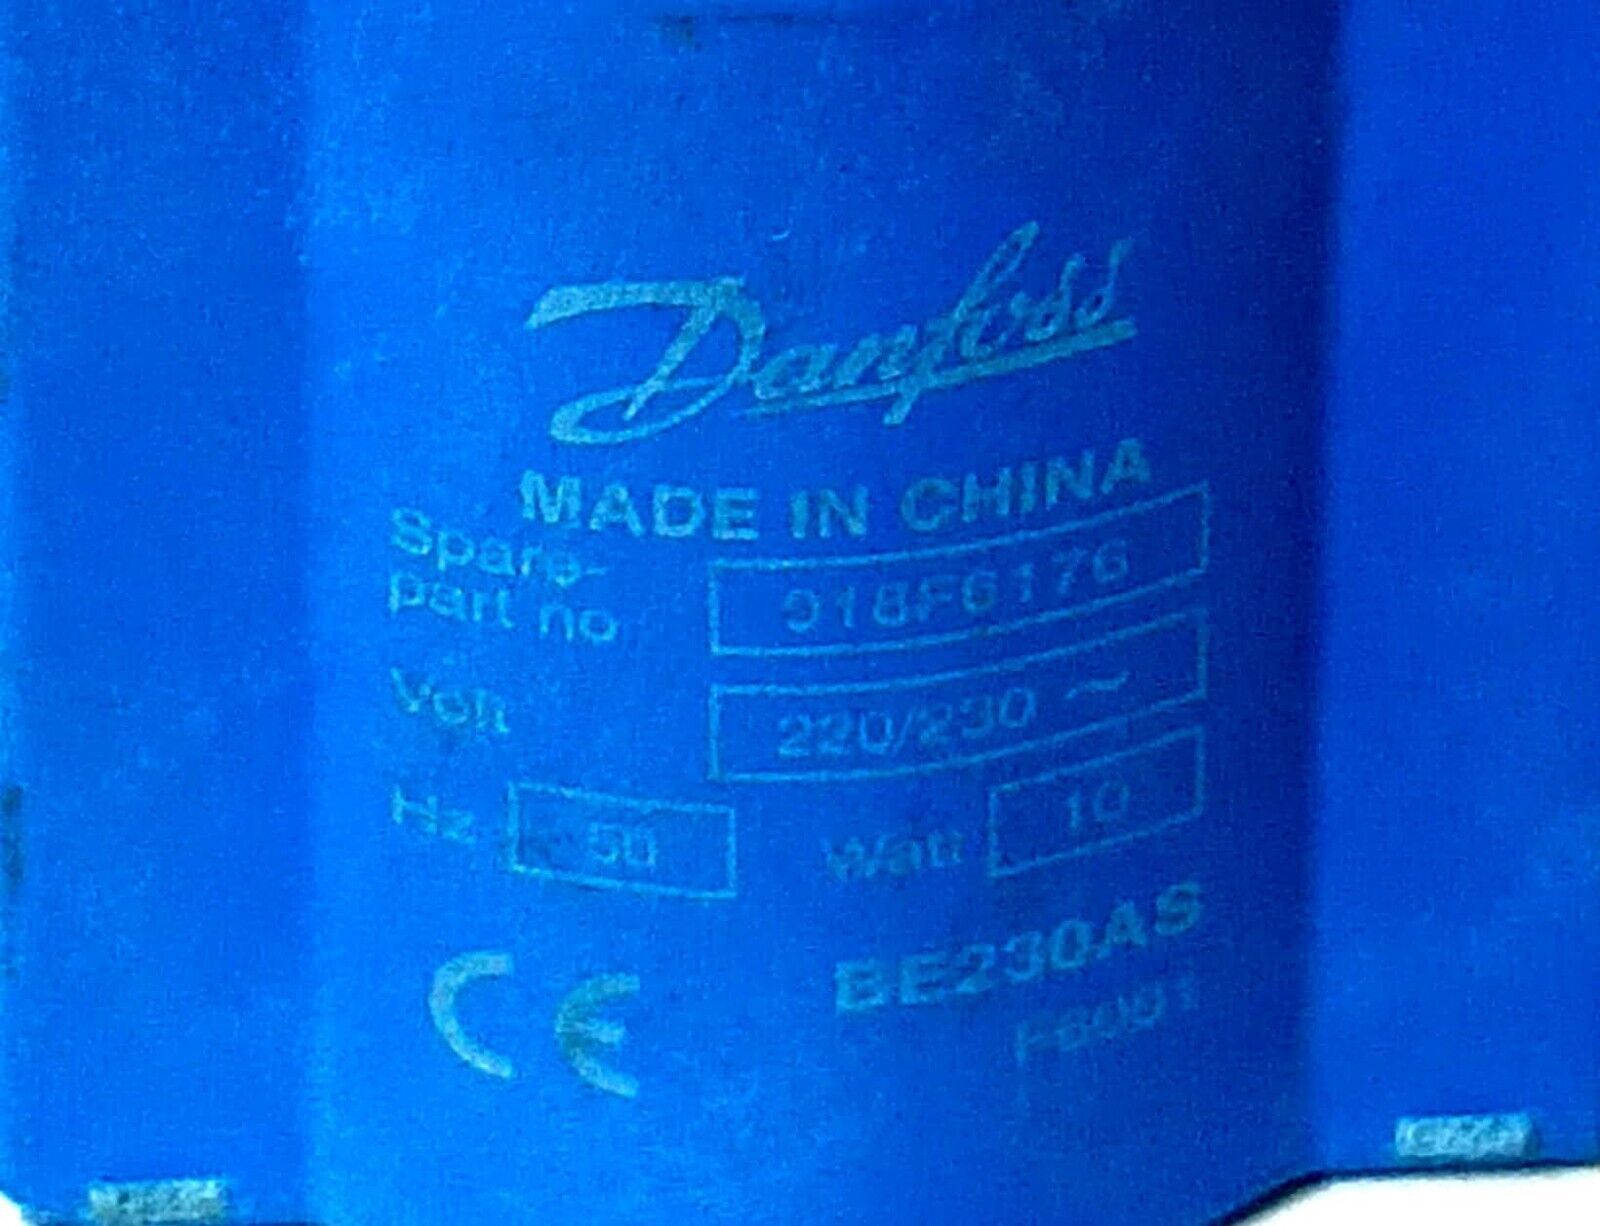 Danfoss
MADE IN CHINA
Spare-
part no 018F6176
Volt 220/230 ~
Hz 50 Watt 10
BE230AS
CE